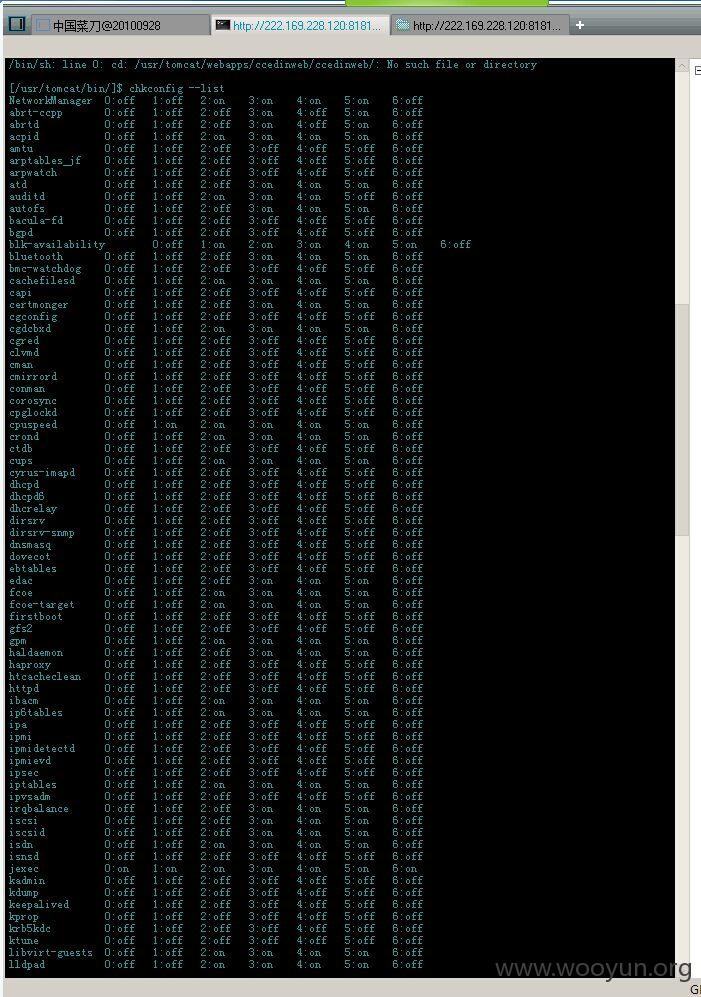 中国菜刀@20100928 http://222.169.228.120:8181... http://222.169.228.120:8181...
/bin/sh: line 0: cd: /usr/tomcat/webapps/ccedinweb/ccedinweb/: No such file or directory
[/usr/tomcat/bin/]$ chkconfig --list
NetworkManager 0:off 1:off 2:on 3:on 4:on 5:on 6:off
abrt-ccpp 0:off 1:off 2:off 3:on 4:off 5:on 6:off
abrtd 0:off 1:off 2:off 3:on 4:off 5:on 6:off
acpid 0:off 1:off 2:on 3:on 4:on 5:on 6:off
amtu 0:off 1:off 2:off 3:off 4:off 5:off 6:off
arptables_jf 0:off 1:off 2:on 3:on 4:on 5:on 6:off
arpwatch 0:off 1:off 2:off 3:off 4:off 5:off 6:off
atd 0:off 1:off 2:off 3:on 4:on 5:on 6:off
auditd 0:off 1:off 2:on 3:on 4:on 5:on 6:off
autofs 0:off 1:off 2:off 3:on 4:on 5:on 6:off
bacula-fd 0:off 1:off 2:off 3:off 4:off 5:off 6:off
bgpd 0:off 1:off 2:off 3:off 4:off 5:off 6:off
blk-availability 0:off 1:on 2:on 3:on 4:on 5:on 6:off
bluetooth 0:off 1:off 2:off 3:on 4:on 5:on 6:off
bmc-watchdog 0:off 1:off 2:off 3:off 4:off 5:off 6:off
cachefilesd 0:off 1:off 2:off 3:off 4:off 5:off 6:off
capi 0:off 1:off 2:off 3:off 4:off 5:off 6:off
certmonger 0:off 1:off 2:off 3:on 4:on 5:on 6:off
cgconfig 0:off 1:off 2:off 3:off 4:off 5:off 6:off
cgdcbxd 0:off 1:off 2:on 3:on 4:on 5:on 6:off
cgred 0:off 1:off 2:off 3:off 4:off 5:off 6:off
clvmd 0:off 1:off 2:off 3:off 4:off 5:off 6:off
cman 0:off 1:off 2:off 3:off 4:off 5:off 6:off
cmirrord 0:off 1:off 2:off 3:off 4:off 5:off 6:off
conman 0:off 1:off 2:off 3:off 4:off 5:off 6:off
corosync 0:off 1:off 2:off 3:off 4:off 5:off 6:off
cpglockd 0:off 1:off 2:off 3:off 4:off 5:off 6:off
cpuspeed 0:off 1:on 2:on 3:on 4:on 5:on 6:off
crond 0:off 1:off 2:on 3:on 4:on 5:on 6:off
ctdb 0:off 1:off 2:off 3:off 4:off 5:off 6:off
cups 0:off 1:off 2:on 3:on 4:on 5:on 6:off
cyrus-imapd 0:off 1:off 2:off 3:off 4:off 5:off 6:off
dhcpd 0:off 1:off 2:off 3:off 4:off 5:off 6:off
dhcpd6 0:off 1:off 2:off 3:off 4:off 5:off 6:off
dhcrelay 0:off 1:off 2:off 3:off 4:off 5:off 6:off
dirsrv 0:off 1:off 2:off 3:off 4:off 5:off 6:off
dirsrv-snmp 0:off 1:off 2:off 3:off 4:off 5:off 6:off
dnsmasq 0:off 1:off 2:off 3:off 4:off 5:off 6:off
dovecot 0:off 1:off 2:off 3:off 4:off 5:off 6:off
ebtables 0:off 1:off 2:off 3:off 4:off 5:off 6:off
edac 0:off 1:off 2:off 3:on 4:on 5:on 6:off
fcoe 0:off 1:off 2:on 3:on 4:on 5:on 6:off
fcoe-target 0:off 1:off 2:on 3:on 4:on 5:on 6:off
firstboot 0:off 1:off 2:off 3:off 4:off 5:off 6:off
gfs2 0:off 1:off 2:off 3:off 4:off 5:off 6:off
gpm 0:off 1:off 2:on 3:on 4:on 5:on 6:off
haldaemon 0:off 1:off 2:off 3:on 4:on 5:on 6:off
haproxy 0:off 1:off 2:off 3:off 4:off 5:off 6:off
htcacheclean 0:off 1:off 2:off 3:off 4:off 5:off 6:off
httpd 0:off 1:off 2:off 3:off 4:off 5:off 6:off
ibacm 0:off 1:off 2:on 3:on 4:on 5:on 6:off
ip6tables 0:off 1:off 2:on 3:on 4:on 5:on 6:off
ipa 0:off 1:off 2:off 3:off 4:off 5:off 6:off
ipmi 0:off 1:off 2:off 3:off 4:off 5:off 6:off
ipmidetectd 0:off 1:off 2:off 3:off 4:off 5:off 6:off
ipmievd 0:off 1:off 2:off 3:off 4:off 5:off 6:off
ipsec 0:off 1:off 2:off 3:off 4:off 5:off 6:off
iptables 0:off 1:off 2:on 3:on 4:on 5:on 6:off
ipvsadm 0:off 1:off 2:off 3:off 4:off 5:off 6:off
irqbalance 0:off 1:off 2:off 3:on 4:on 5:on 6:off
iscsi 0:off 1:off 2:off 3:on 4:on 5:on 6:off
iscsid 0:off 1:off 2:off 3:on 4:on 5:on 6:off
isdn 0:off 1:off 2:on 3:on 4:on 5:on 6:off
isnsd 0:off 1:off 2:off 3:off 4:off 5:off 6:off
jexec 0:on 1:on 2:on 3:on 4:on 5:on 6:on
kadmin 0:off 1:off 2:off 3:off 4:off 5:off 6:off
kdump 0:off 1:off 2:off 3:off 4:off 5:off 6:off
keepalived 0:off 1:off 2:off 3:off 4:off 5:off 6:off
kprop 0:off 1:off 2:off 3:off 4:off 5:off 6:off
krb5kdc 0:off 1:off 2:off 3:off 4:off 5:off 6:off
ktune 0:off 1:off 2:off 3:off 4:off 5:off 6:off
libvirt-guests 0:off 1:off 2:on 3:on 4:on 5:on 6:off
lldpad 0:off 1:off 2:on 3:on 4:on 5:on 6:off
www.wooyun.org